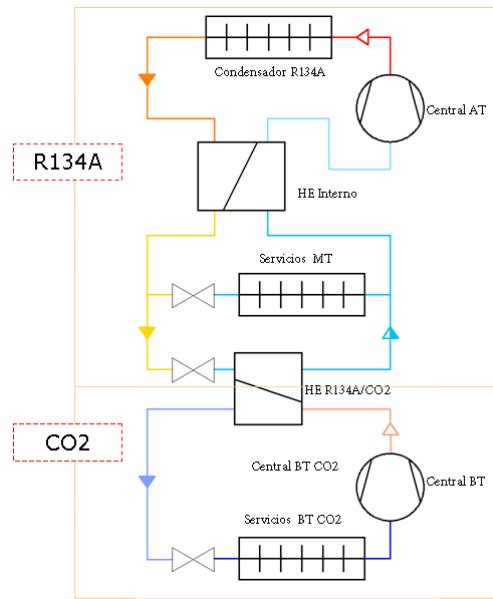 Condensador R134A
Central AT
R134A
HE Interno
Servicios MT
HE R134A/CO2
CO2
Central BT CO2
Central BT
Servicios BT CO2